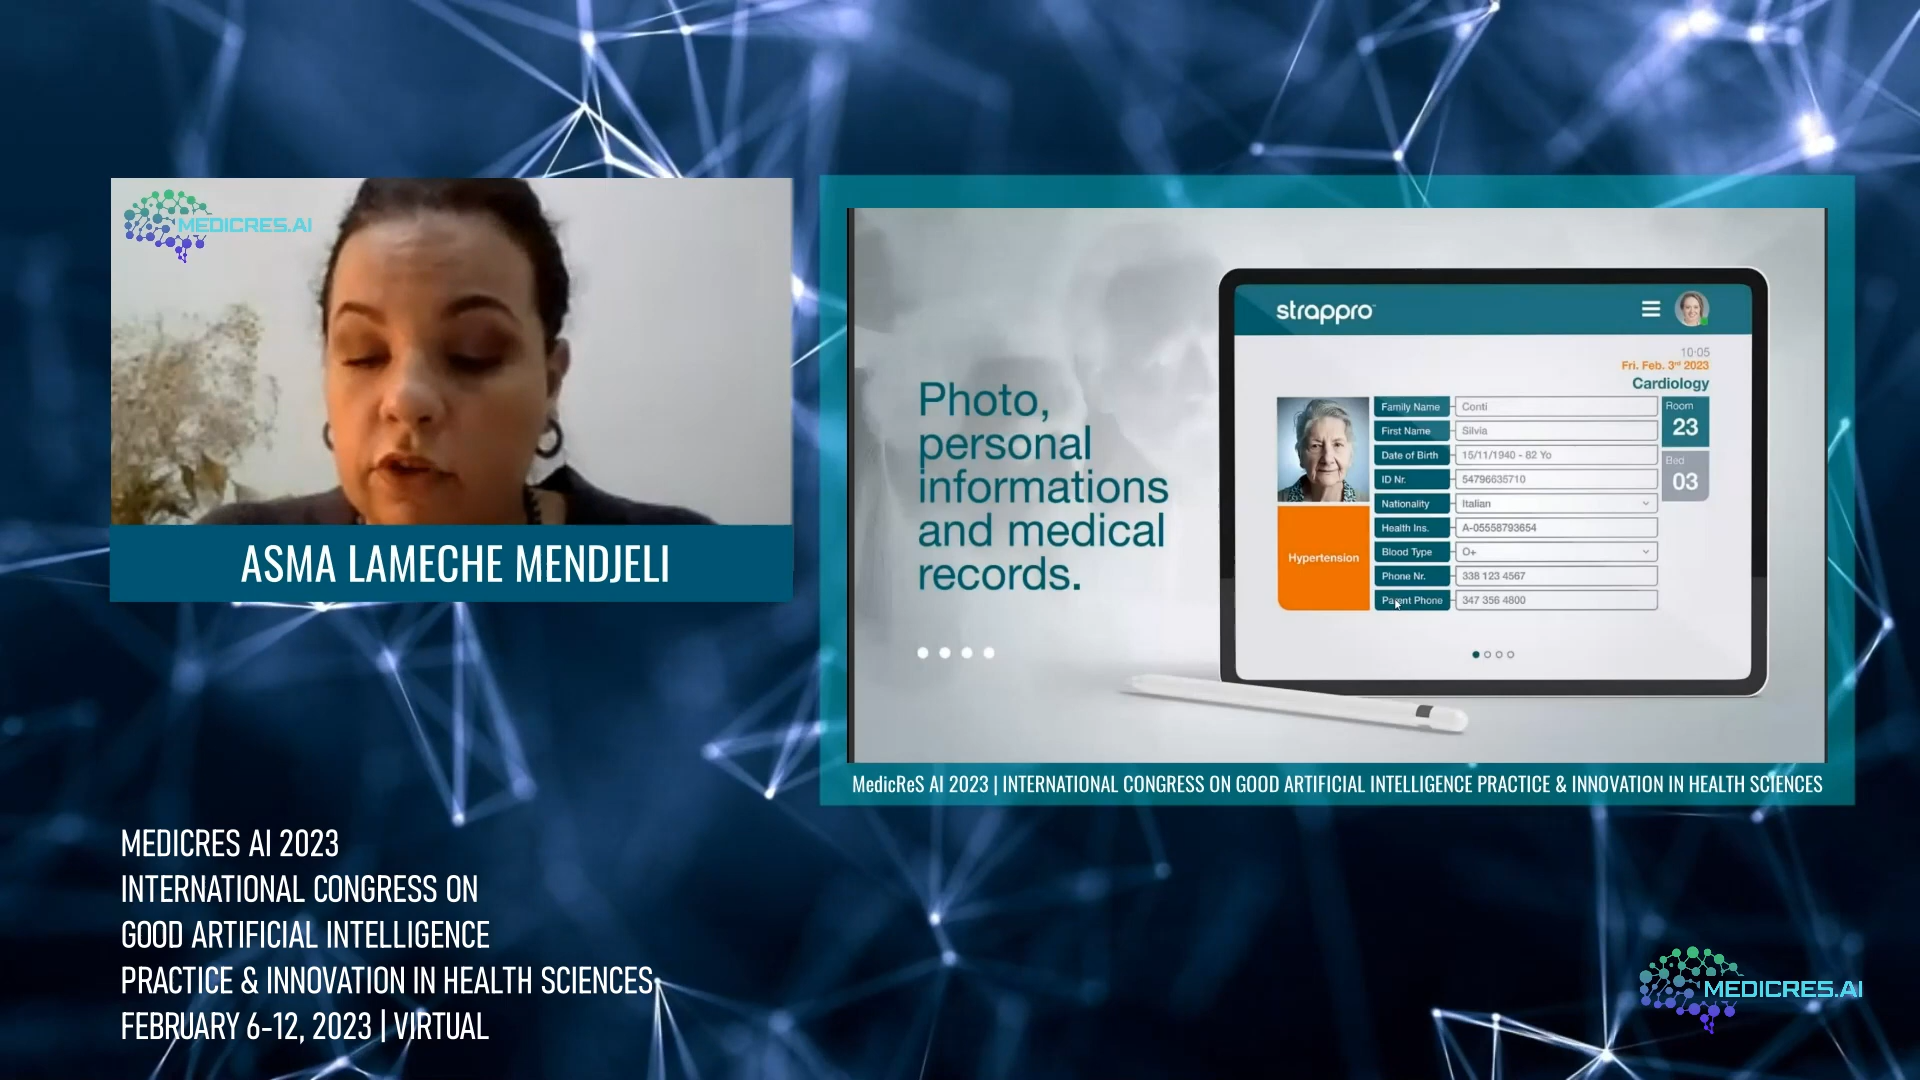 MEDICRES.AI
ASMA LAMECHE MENDJELI
Photo,
personal
informations
and medical
records.
strappro™
10:05
Fri. Feb. 3rd 2023
Cardiology
Family Name Conti
First Name Silvia
Date of Birth 15/11/1940 - 82 Yo
ID Nr. 54796635710
Nationality Italian
Health Ins. A-05558793654
Blood Type O+
Phone Nr. 338 123 4567
Parent Phone 347 356 4800
Room
23
Bed
03
Hypertension
MedicReS AI 2023 | INTERNATIONAL CONGRESS ON GOOD ARTIFICIAL INTELLIGENCE PRACTICE & INNOVATION IN HEALTH SCIENCES
MEDICRES AI 2023
INTERNATIONAL CONGRESS ON
GOOD ARTIFICIAL INTELLIGENCE
PRACTICE & INNOVATION IN HEALTH SCIENCES
FEBRUARY 6-12, 2023 | VIRTUAL
MEDICRES.AI